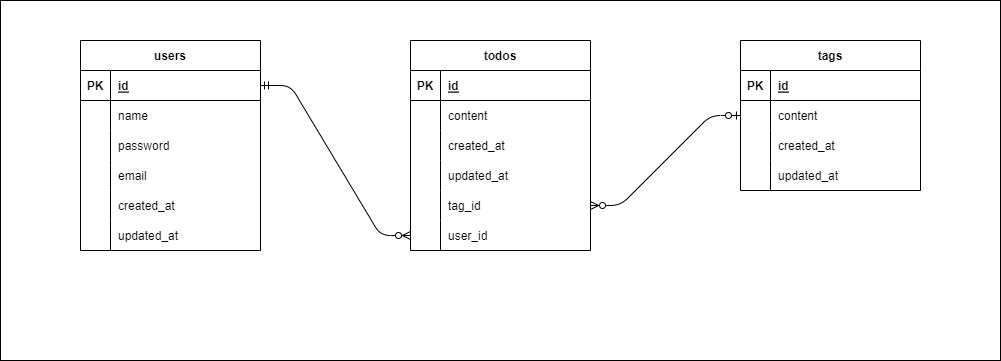 users
PK id
name
password
email
created_at
updated_at
todos
PK id
content
created_at
updated_at
tag_id
user_id
tags
PK id
content
created_at
updated_at